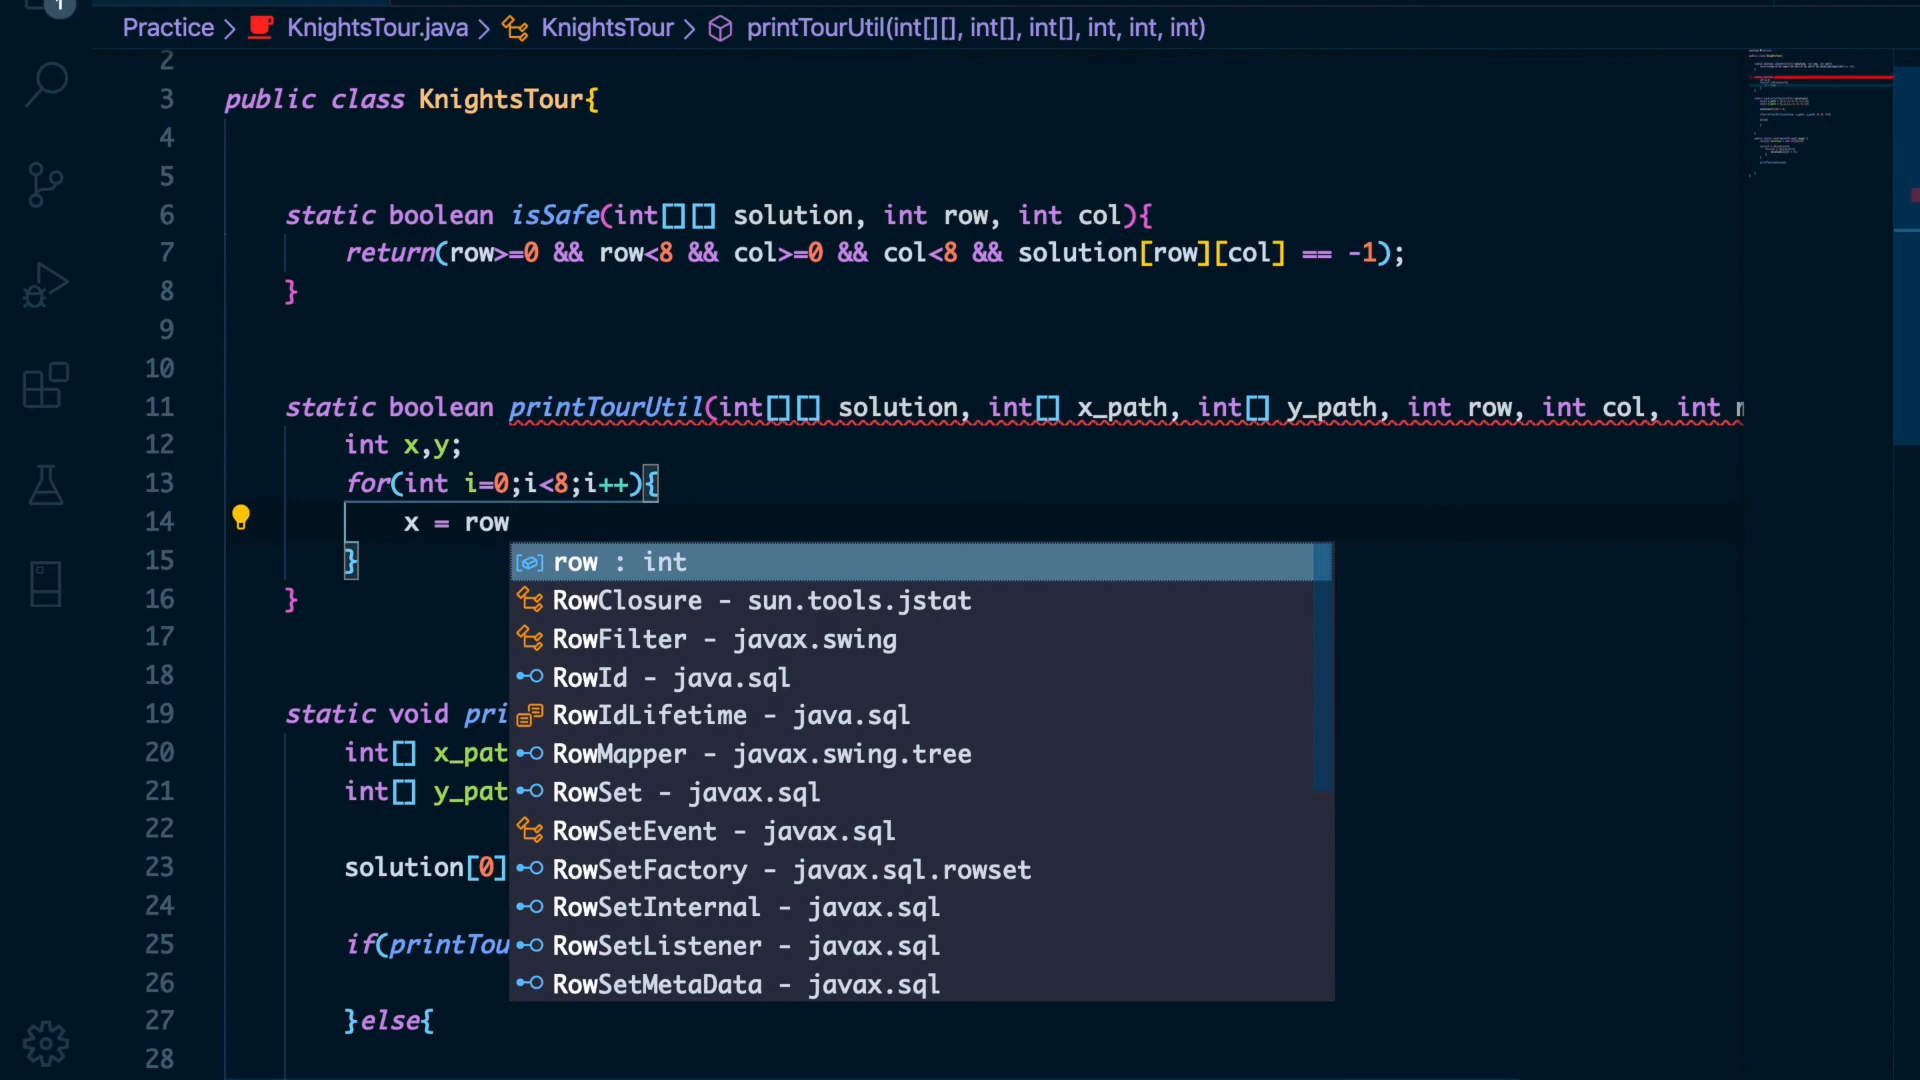 1
Practice > KnightsTour.java > KnightsTour > printTourUtil(int[][], int[], int[], int, int, int)
2
3 public class KnightsTour{
4
5
6 static boolean isSafe(int[][] solution, int row, int col){
7 return(row>=0 && row<8 && col>=0 && col<8 && solution[row][col] == -1);
8 }
9
10
11 static boolean printTourUtil(int[][] solution, int[] x_path, int[] y_path, int row, int col, int
12 int x,y;
13 for(int i=0;i<8;i++){
14 x = row
15 }
16 }
17
18
19 static void pri
20 int[] x_pat
21 int[] y_pat
22
23 solution[0]
24
25 if(printTou
26
27 }else{
28
row : int
RowClosure - sun.tools.jstat
RowFilter - javax.swing
RowId - java.sql
RowIdLifetime - java.sql
RowMapper - javax.swing.tree
RowSet - javax.sql
RowSetEvent - javax.sql
RowSetFactory - javax.sql.rowset
RowSetInternal - javax.sql
RowSetListener - javax.sql
RowSetMetaData - javax.sql